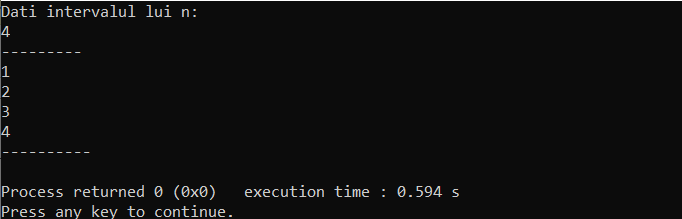 Dati intervalul lui n:
4
---------
1
2
3
4
----------
Process returned 0 (0x0)   execution time : 0.594 s
Press any key to continue.